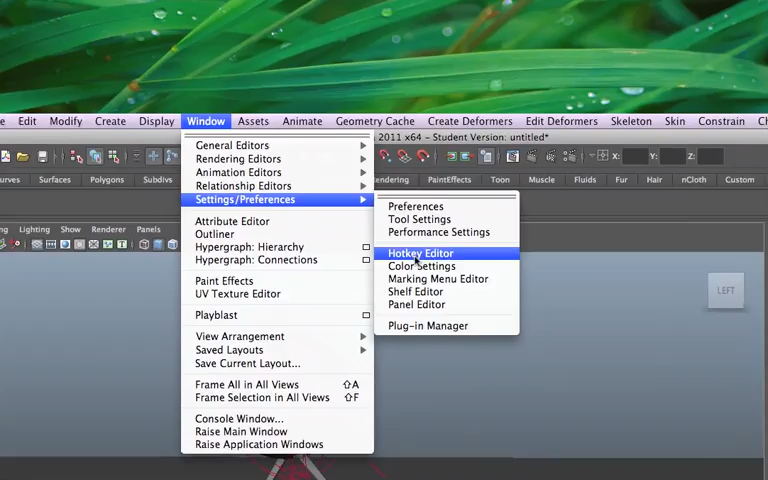 Edit Modify Create Display Window Assets Animate Geometry Cache Create Deformers Edit Deformers Skeleton Skin Constrain
2011 x64 - Student Version: untitled*
X: Y: Z:
Surfaces Polygons Subdivs Rendering PaintEffects Toon Muscle Fluids Fur Hair nCloth Custom
Lighting Show Renderer Panels
General Editors
Rendering Editors
Animation Editors
Relationship Editors
Settings/Preferences
Attribute Editor
Outliner
Hypergraph: Hierarchy
Hypergraph: Connections
Paint Effects
UV Texture Editor
Playblast
View Arrangement
Saved Layouts
Save Current Layout...
Frame All in All Views ⇧A
Frame Selection in All Views ⇧F
Console Window...
Raise Main Window
Raise Application Windows
Preferences
Tool Settings
Performance Settings
Hotkey Editor
Color Settings
Marking Menu Editor
Shelf Editor
Panel Editor
Plug-in Manager
LEFT